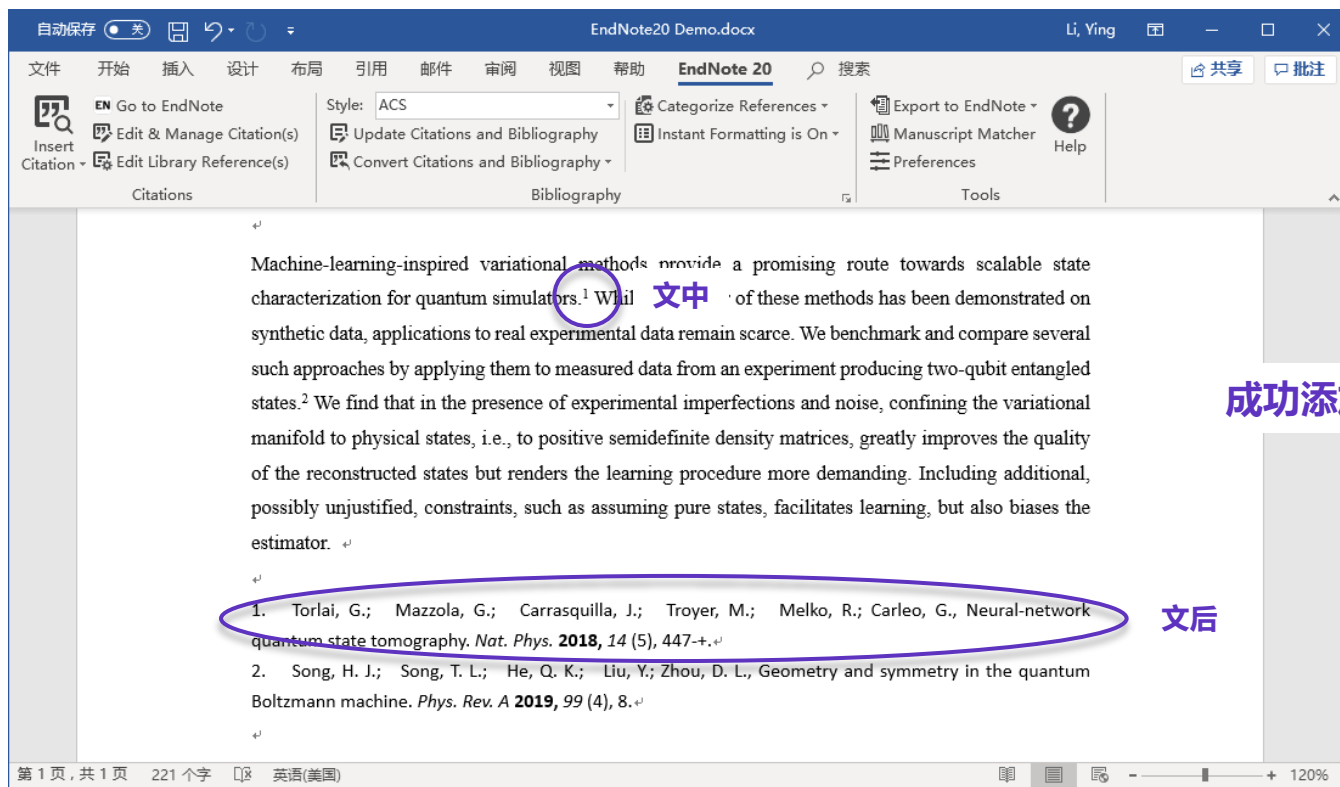 自动保存 关 EndNote20 Demo.docx Li, Ying
文件 开始 插入 设计 布局 引用 邮件 审阅 视图 帮助 EndNote 20 搜索 共享 批注
Insert Citation
EN Go to EndNote
Edit & Manage Citation(s)
Edit Library Reference(s)
Citations
Style: ACS
Update Citations and Bibliography
Convert Citations and Bibliography
Categorize References
Instant Formatting is On
Bibliography
Export to EndNote
Manuscript Matcher
Preferences
Help
Tools
Machine-learning-inspired variational methods provide a promising route towards scalable state
characterization for quantum simulators.1 Whil 文中 of these methods has been demonstrated on
synthetic data, applications to real experimental data remain scarce. We benchmark and compare several
such approaches by applying them to measured data from an experiment producing two-qubit entangled
states.2 We find that in the presence of experimental imperfections and noise, confining the variational
manifold to physical states, i.e., to positive semidefinite density matrices, greatly improves the quality
of the reconstructed states but renders the learning procedure more demanding. Including additional,
possibly unjustified, constraints, such as assuming pure states, facilitates learning, but also biases the
estimator.
成功添
1. Torlai, G.; Mazzola, G.; Carrasquilla, J.; Troyer, M.; Melko, R.; Carleo, G., Neural-network
quantum state tomography. Nat. Phys. 2018, 14 (5), 447-+.
文后
2. Song, H. J.; Song, T. L.; He, Q. K.; Liu, Y.; Zhou, D. L., Geometry and symmetry in the quantum
Boltzmann machine. Phys. Rev. A 2019, 99 (4), 8.
第1页，共1页 221个字 英语(美国) 120%